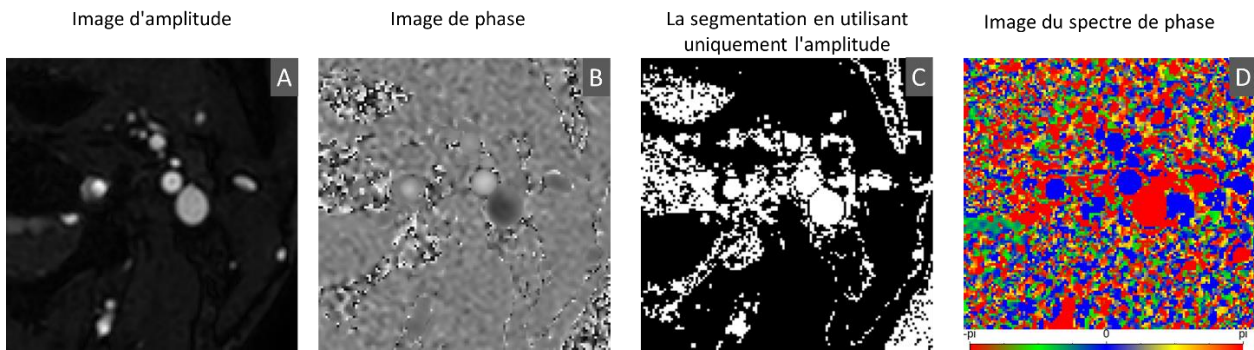 Image d'amplitude
Image de phase
La segmentation en utilisant
uniquement l'amplitude
Image du spectre de phase
A
B
C
D
-pi
0
pi